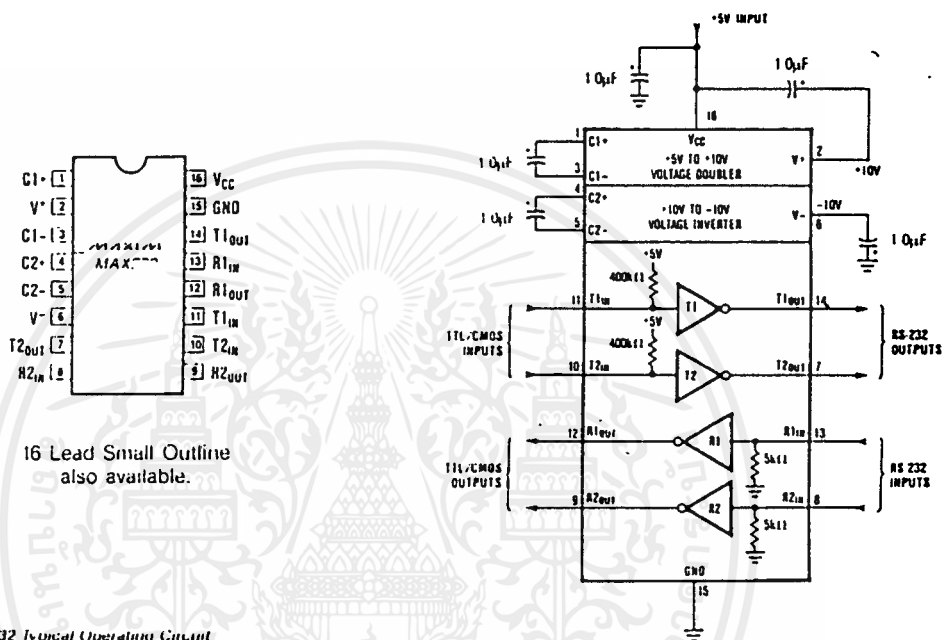 C1+ 1
V+ 2
C1- 3
C2+ 4
C2- 5
V- 6
T2OUT 7
R2IN 8
16 VCC
15 GND
14 T1OUT
13 R1IN
12 R1OUT
11 T1IN
10 T2IN
9 R2OUT
16 Lead Small Outline
also available.
+5V INPUT
1 0µF
1 0µF
16
VCC
1 C1+
1 0µF
3 C1-
+5V TO +10V
VOLTAGE DOUBLER
V+ 2
+10V
4 C2+
1 0µF
5 C2-
+10V TO -10V
VOLTAGE INVERTER
V- 6
-10V
1 0µF
+5V
400kΩ
11 T1IN
T1
T1OUT 14
+5V
400kΩ
TTL/CMOS
INPUTS
10 T2IN
T2
T2OUT 7
RS-232
OUTPUTS
12 R1OUT
R1
R1IN 13
5kΩ
TTL/CMOS
OUTPUTS
9 R2OUT
R2
R2IN 8
5kΩ
RS 232
INPUTS
GND
15
32 Typical Operating Circuit